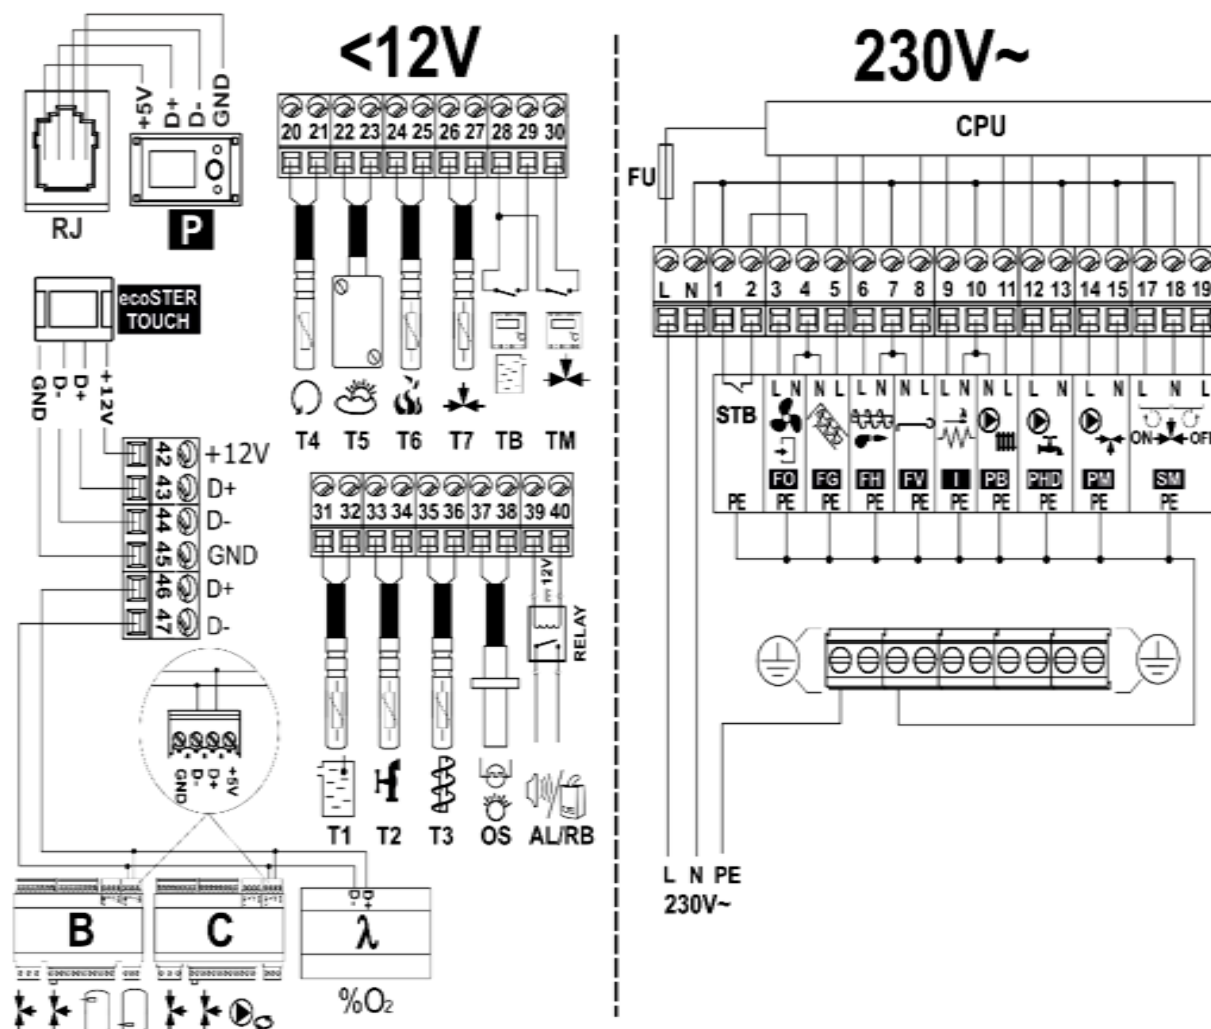 <12V
230V~
+5V
D+
D-
GND
RJ
P
20 21 22 23 24 25 26 27 28 29 30
T4 T5 T6 T7 TB TM
ecoSTER
TOUCH
GND
D-
D+
+12V
42 +12V
43 D+
44 D-
45 GND
46 D+
47 D-
31 32 33 34 35 36 37 38 39 40
12V
RELAY
T1 T2 T3 OS AL/RB
GND
D-
D+
+5V
B
C
D-
D+
λ
%O2
CPU
FU
L N 1 2 3 4 5 6 7 8 9 10 11 12 13 14 15 17 18 19
L N N L L N N L L N N L L N L N L N L
STB
ON OFF
FO FG FH FV I PB PHD PM SM
PE PE PE PE PE PE PE PE PE PE
L N PE
230V~